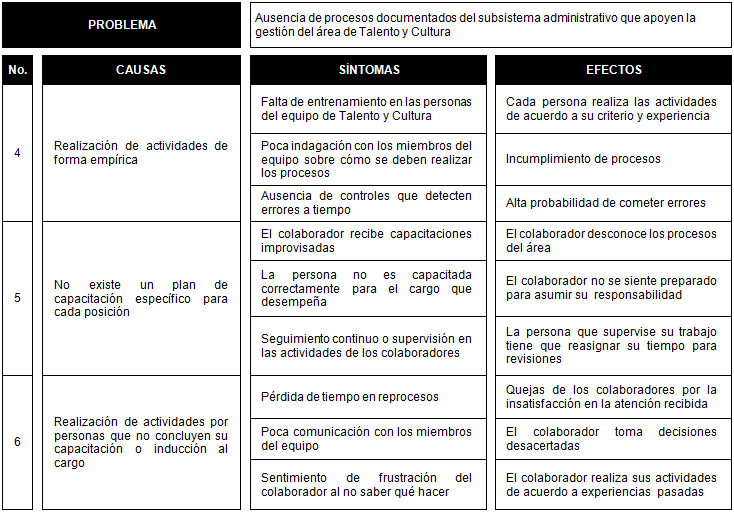 PROBLEMA
Ausencia de procesos documentados del subsistema administrativo que apoyen la
gestión del área de Talento y Cultura
No.
CAUSAS
SÍNTOMAS
EFECTOS
4
Realización de actividades de
forma empírica
Falta de entrenamiento en las personas
del equipo de Talento y Cultura
Cada persona realiza las actividades
de acuerdo a su criterio y experiencia
Poca indagación con los miembros del
equipo sobre cómo se deben realizar
los procesos
Incumplimiento de procesos
Ausencia de controles que detecten
errores a tiempo
Alta probabilidad de cometer errores
5
No existe un plan de
capacitación específico para
cada posición
El colaborador recibe capacitaciones
improvisadas
El colaborador desconoce los procesos
del área
La persona no es capacitada
correctamente para el cargo que
desempeña
El colaborador no se siente preparado
para asumir su responsabilidad
Seguimiento continuo o supervisión en
las actividades de los colaboradores
La persona que supervise su trabajo
tiene que reasignar su tiempo para
revisiones
6
Realización de actividades por
personas que no concluyen su
capacitación o inducción al
cargo
Pérdida de tiempo en reprocesos
Quejas de los colaboradores por la
insatisfacción en la atención recibida
Poca comunicación con los miembros
del equipo
El colaborador toma decisiones
desacertadas
Sentimiento de frustración del
colaborador al no saber qué hacer
El colaborador realiza sus actividades
de acuerdo a experiencias pasadas